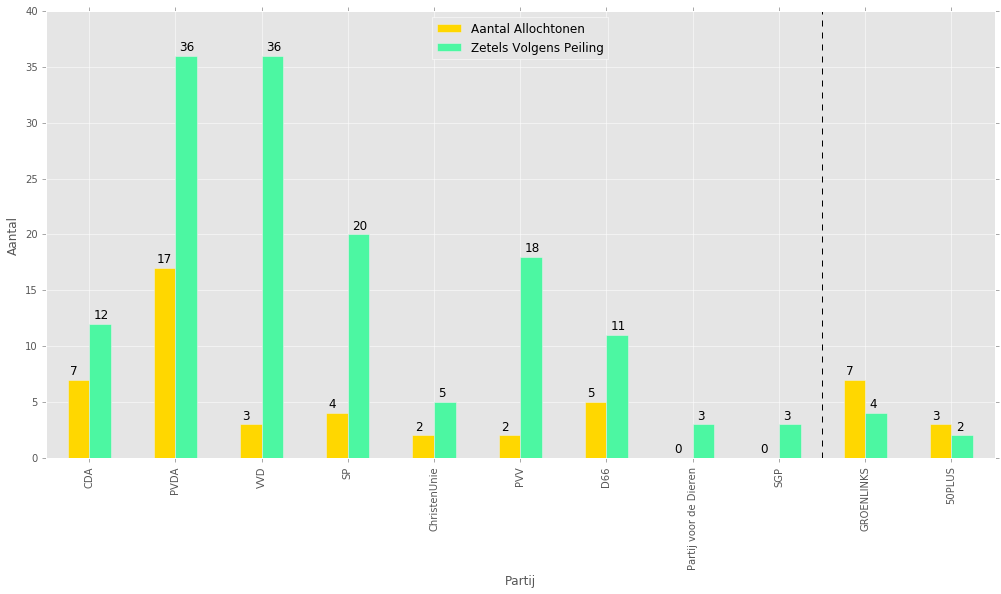 Aantal Allochtonen
Zetels Volgens Peiling
Aantal
40
35
30
25
20
15
10
5
0
7
12
17
36
3
36
4
20
2
5
2
18
5
11
0
3
0
3
7
4
3
2
CDA
PVDA
VVD
SP
ChristenUnie
PVV
D66
Partij voor de Dieren
SGP
GROENLINKS
50PLUS
Partij